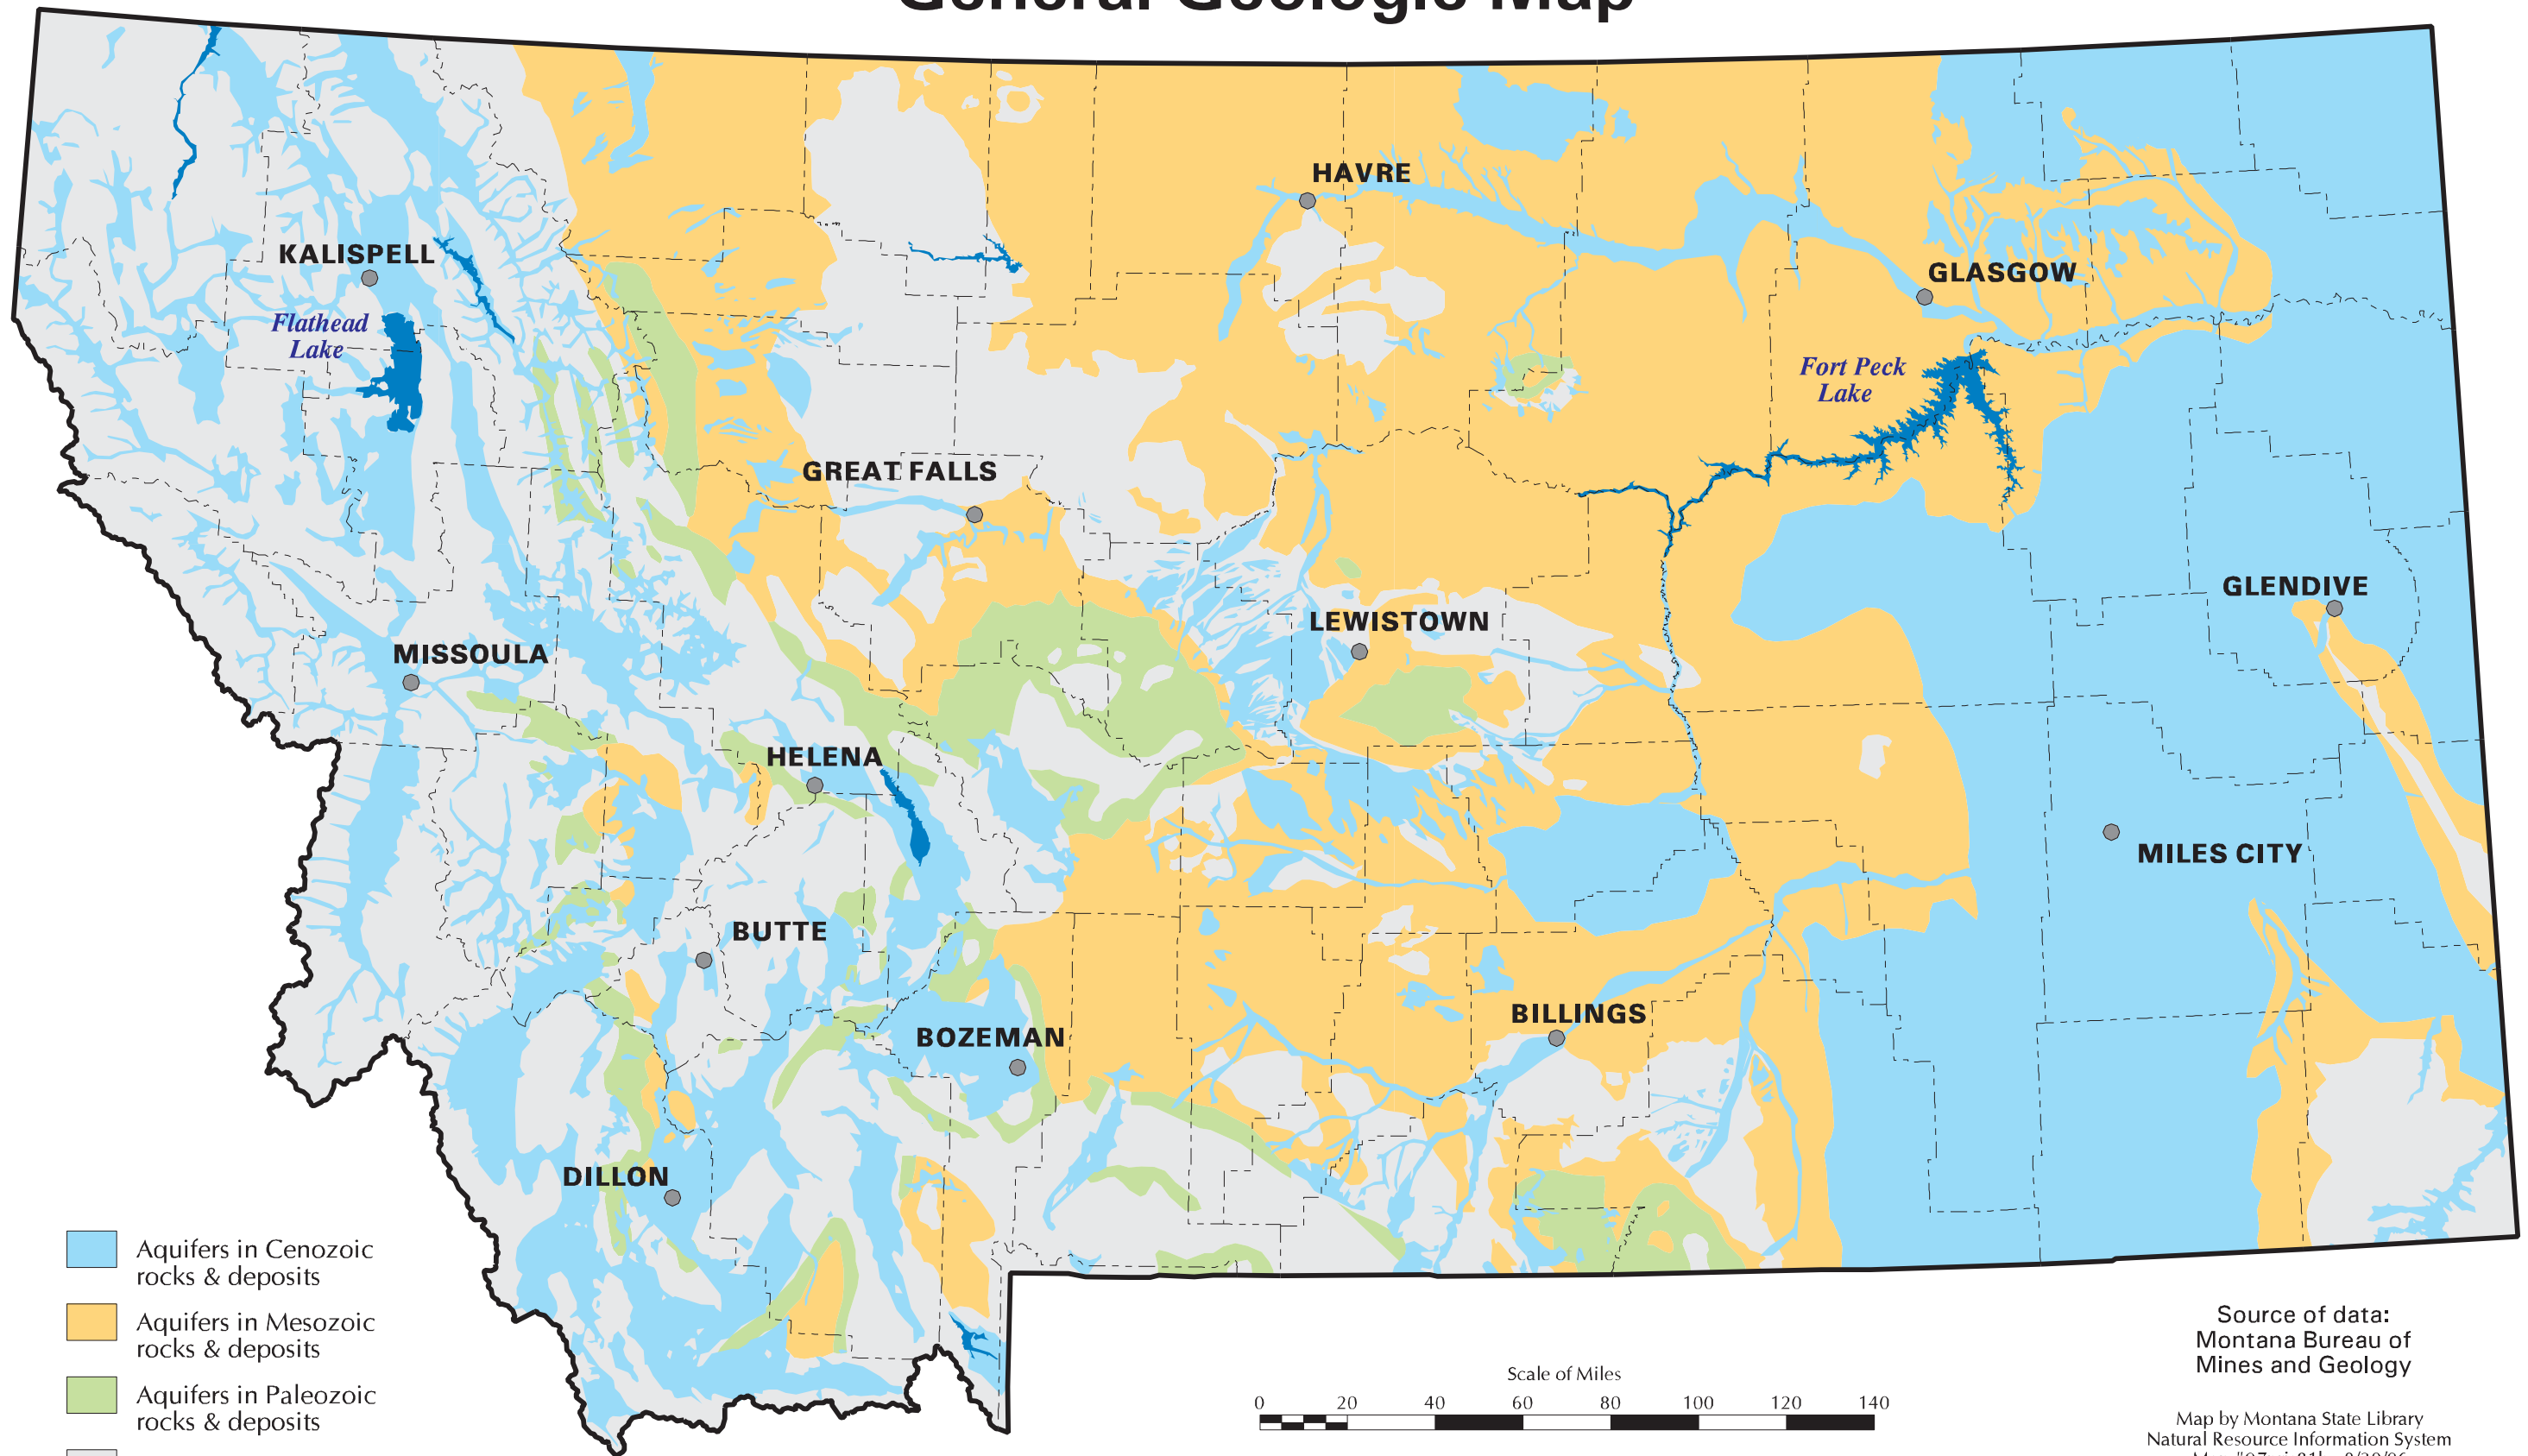 General Geologic Map
HAVRE
KALISPELL
GLASGOW
Flathead
Lake
Fort Peck
Lake
GREAT FALLS
GLENDIVE
LEWISTOWN
MISSOULA
HELENA
MILES CITY
BUTTE
BILLINGS
BOZEMAN
DILLON
Aquifers in Cenozoic
rocks & deposits
Aquifers in Mesozoic
rocks & deposits
Aquifers in Paleozoic
rocks & deposits
Scale of Miles
0 20 40 60 80 100 120 140
Source of data:
Montana Bureau of
Mines and Geology
Map by Montana State Library
Natural Resource Information System